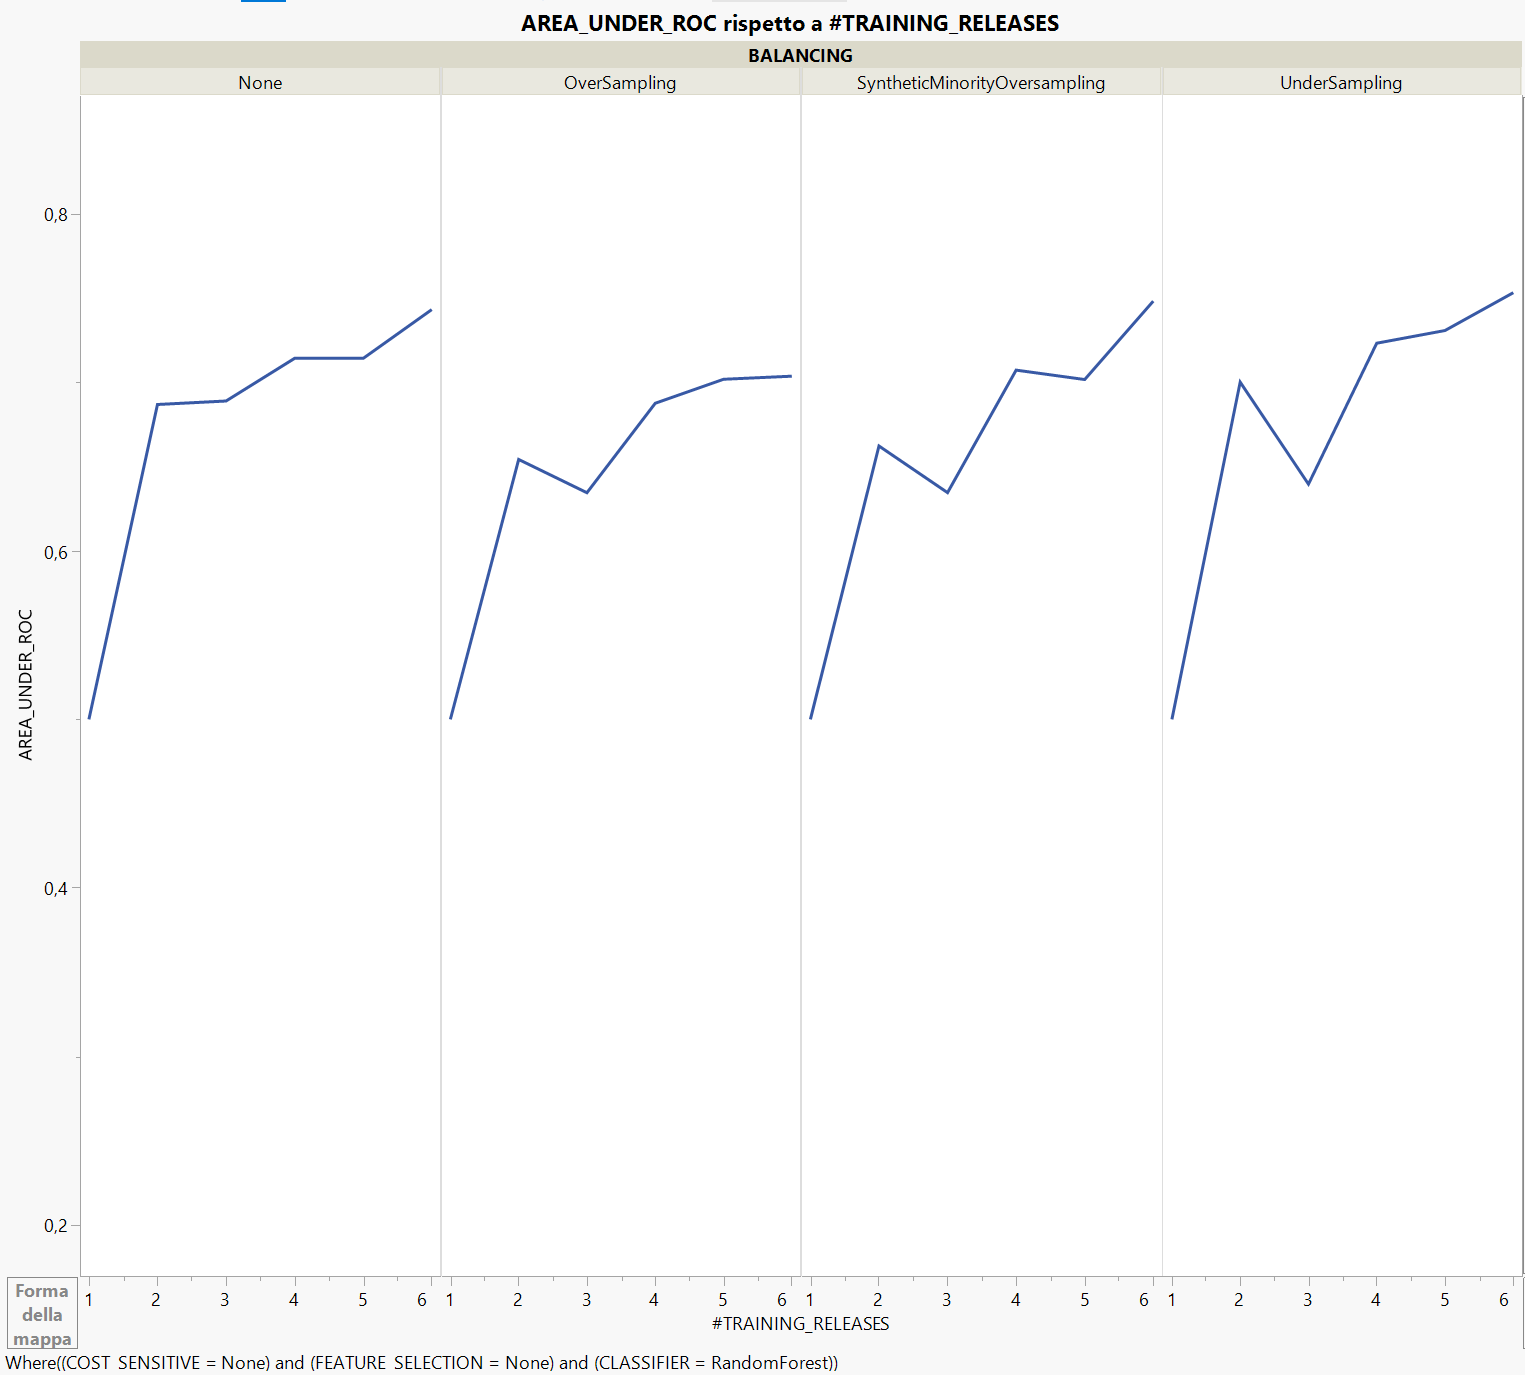 AREA_UNDER_ROC rispetto a #TRAINING_RELEASES
BALANCING
None OverSampling SyntheticMinorityOversampling UnderSampling
0,8
0,6
0,4
0,2
AREA_UNDER_ROC
1 2 3 4 5 6 1 2 3 4 5 6 1 2 3 4 5 6 1 2 3 4 5 6
#TRAINING_RELEASES
Forma
della
mappa
Where((COST_SENSITIVE = None) and (FEATURE_SELECTION = None) and (CLASSIFIER = RandomForest))